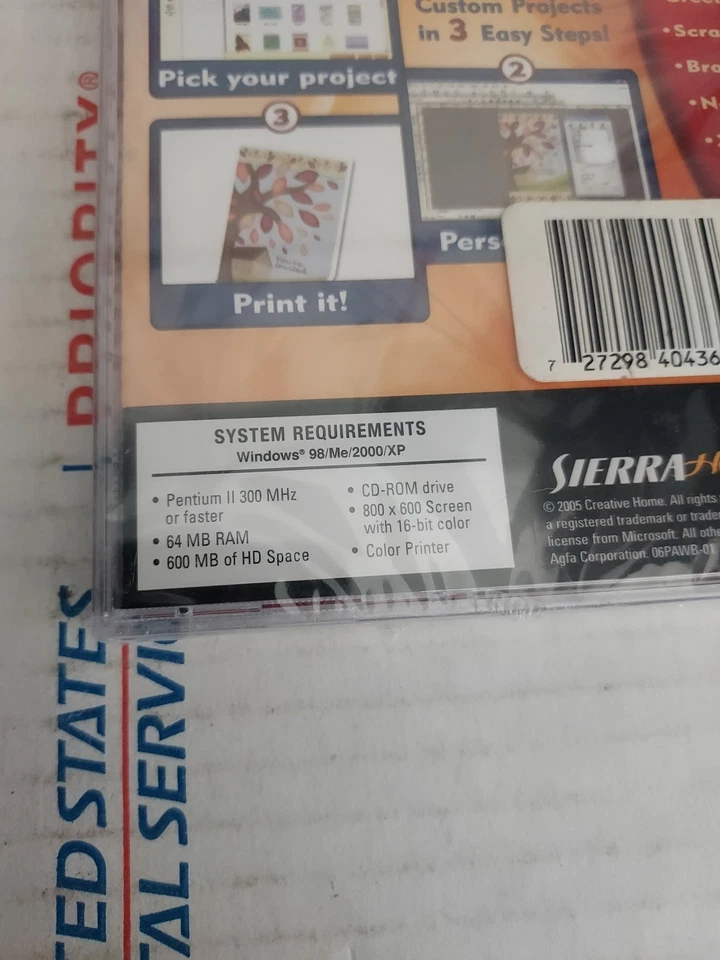 Custom Projects
in 3 Easy Steps!
Pick your project
2
3
Pers
Print it!
• Scra
• Bro
• N
7 27298 40436
SYSTEM REQUIREMENTS
Windows® 98/Me/2000/XP
• Pentium II 300 MHz
or faster
• 64 MB RAM
• 600 MB of HD Space
• CD-ROM drive
• 800 x 600 Screen
with 16-bit color
• Color Printer
SIERRA
© 2005 Creative Home. All rights
a registered trademark or trade
license from Microsoft. All othe
Agfa Corporation. 06PAWB-01
PRIORITY®
ED STATES
TAL SERVIC